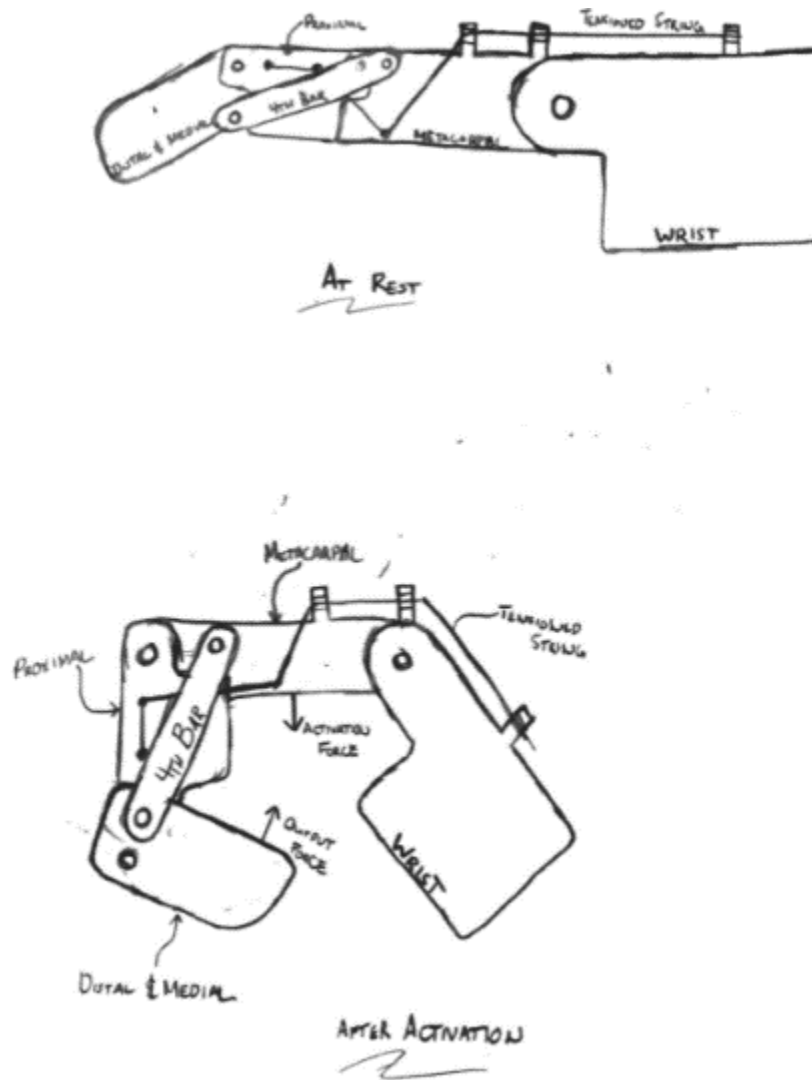 PROXIMAL
TENSIONED STRING
4TH BAR
DISTAL & MEDIAL
METACARPAL
WRIST
AT REST
METACARPAL
TENSIONED
STRING
PROXIMAL
4TH BAR
ACTIVATION
FORCE
OUTPUT
FORCE
WRIST
DISTAL & MEDIAL
AFTER ACTIVATION